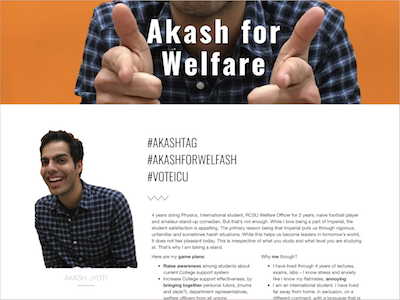 Akash for
Welfare
#AKASHTAG
#AKASHFORWELFASH
#VOTEICU
AKASH JYOTI
4 years doing Physics, international student, RCSU Welfare Officer for 2 years, naive football player
and amateur stand-up comedian. But that's not enough. While I love being a part of Imperial, the
student satisfaction is appalling. The primary reason being that Imperial puts us through vigorous,
unfamiliar and sometimes harsh situations. While this helps us become leaders in tomorrow's world,
it does not feel pleasant today. This is irrespective of what you study and what level you are studying
at. That's why I am taking a stand.
Here are my game plans:
Raise awareness among students about
current College support system
Increase College support effectiveness, by
bringing together personal tutors, (mums
and dads?), department representatives,
welfare officers from all unions
Why me though?
I have lived through 4 years of lectures,
exams, labs – I know stress and anxiety
like I know my flatmates, annoying
I am an international student. I have lived
far away from home, in seclusion; on a
different continent, with a language that is